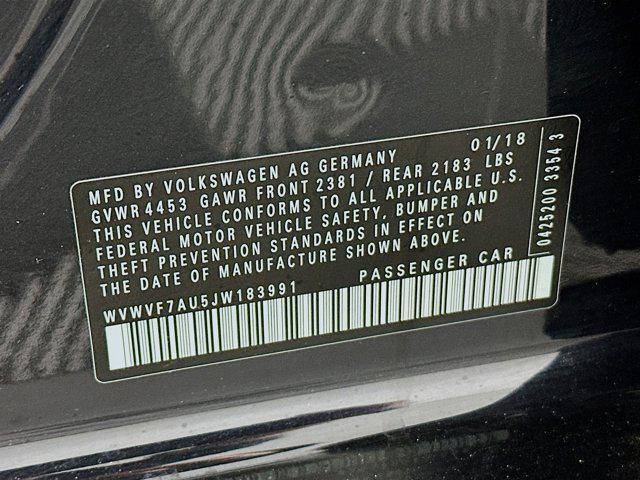 01/18
MFD BY VOLKSWAGEN AG GERMANY
GVWR 4453 GAWR FRONT 2381 / REAR 2183 LBS
THIS VEHICLE CONFORMS TO ALL APPLICABLE U.S.
FEDERAL MOTOR VEHICLE SAFETY, BUMPER AND
THEFT PREVENTION STANDARDS IN EFFECT ON
THE DATE OF MANUFACTURE SHOWN ABOVE.
WVWVF7AU5JW183991 PASSENGER CAR
0425200 3354 3